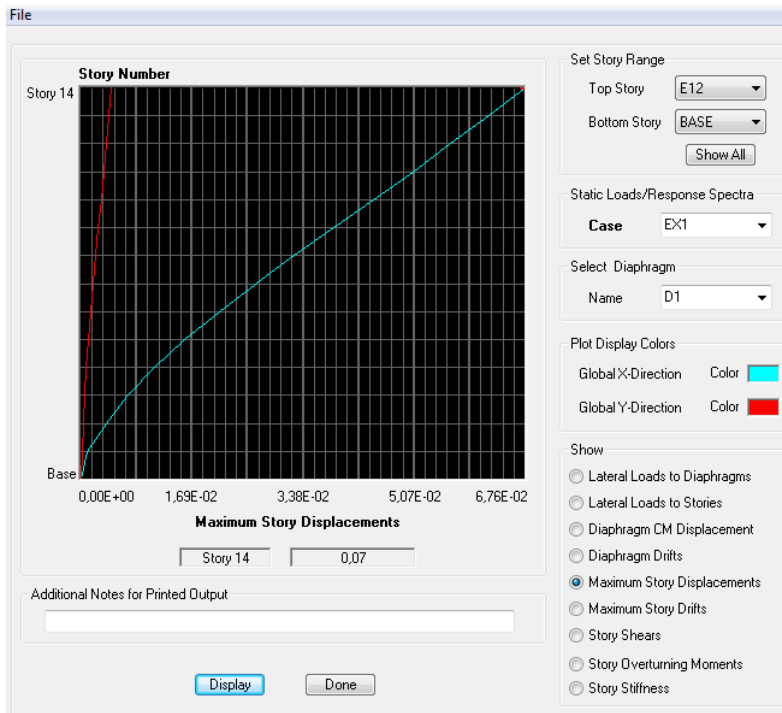 File
Story Number
Story 14
Base
0,00E+00 1,69E-02 3,38E-02 5,07E-02 6,76E-02
Maximum Story Displacements
Story 14 0,07
Additional Notes for Printed Output
Display Done
Set Story Range
Top Story E12
Bottom Story BASE
Show All
Static Loads/Response Spectra
Case EX1
Select Diaphragm
Name D1
Plot Display Colors
Global X-Direction Color
Global Y-Direction Color
Show
Lateral Loads to Diaphragms
Lateral Loads to Stories
Diaphragm CM Displacement
Diaphragm Drifts
Maximum Story Displacements
Maximum Story Drifts
Story Shears
Story Overturning Moments
Story Stiffness